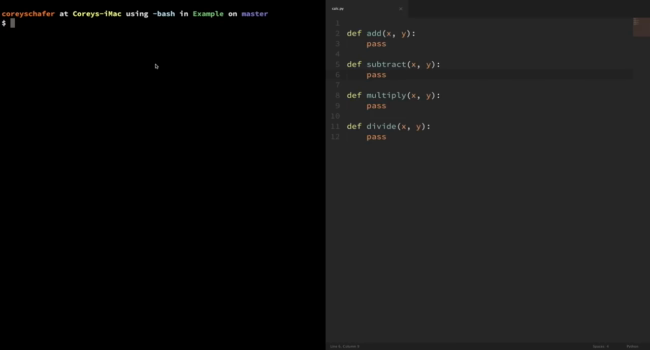 coreyschafer at Coreys-iMac using -bash in Example on master
$
calc.py
1
2 def add(x, y):
3 pass
4
5 def subtract(x, y):
6 pass
7
8 def multiply(x, y):
9 pass
10
11 def divide(x, y):
12 pass
Python